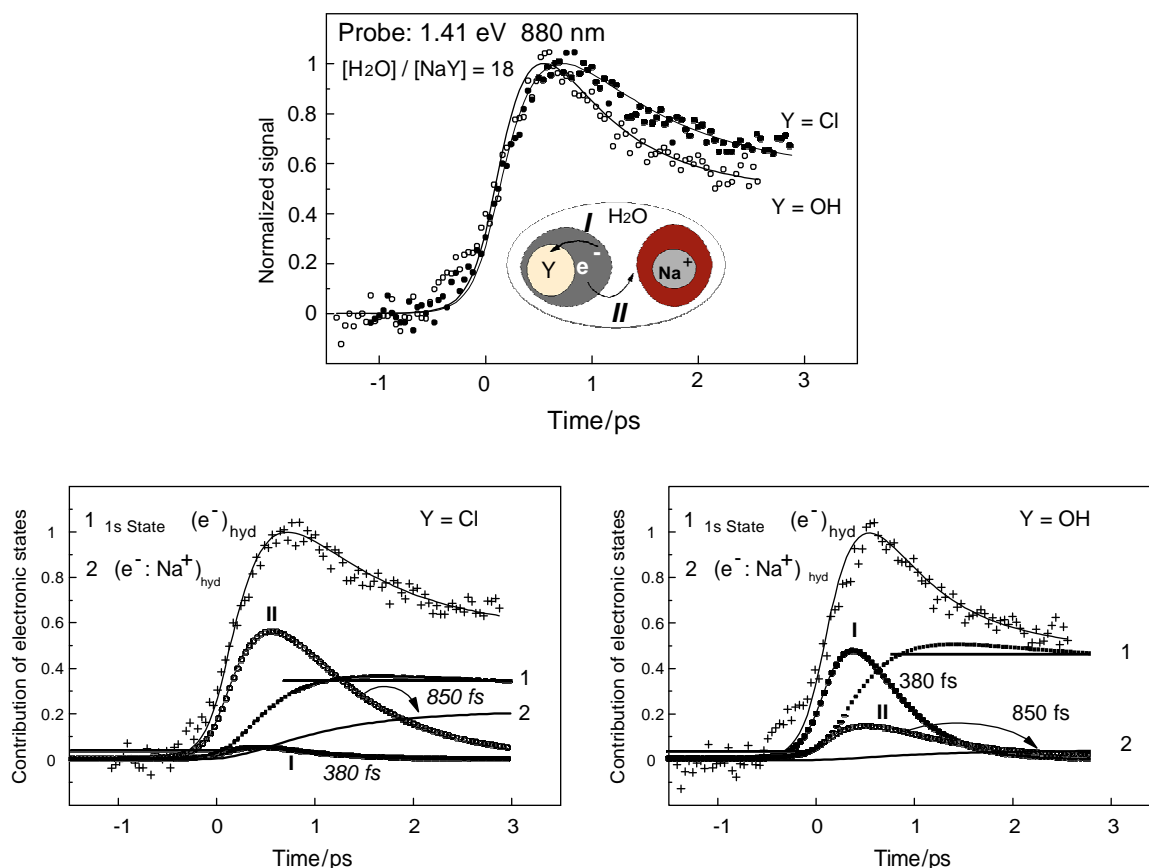 Probe: 1.41 eV 880 nm
[H2O] / [NaY] = 18
Normalized signal
1
0.8
0.6
0.4
0.2
0
Y = Cl
Y = OH
I
H2O
Y
e-
Na+
II
-1 0 1 2 3
Time/ps
Contribution of electronic states
1
0.8
0.6
0.4
0.2
0
1 1s State (e-)hyd Y = Cl
2 (e- : Na+)hyd
II
1
850 fs
2
I
380 fs
-1 0 1 2 3
Time/ps
Contribution of electronic states
1
0.8
0.6
0.4
0.2
0
1 1s State (e-)hyd Y = OH
2 (e- : Na+) hyd
I
1
380 fs
II
850 fs
2
-1 0 1 2 3
Time/ps